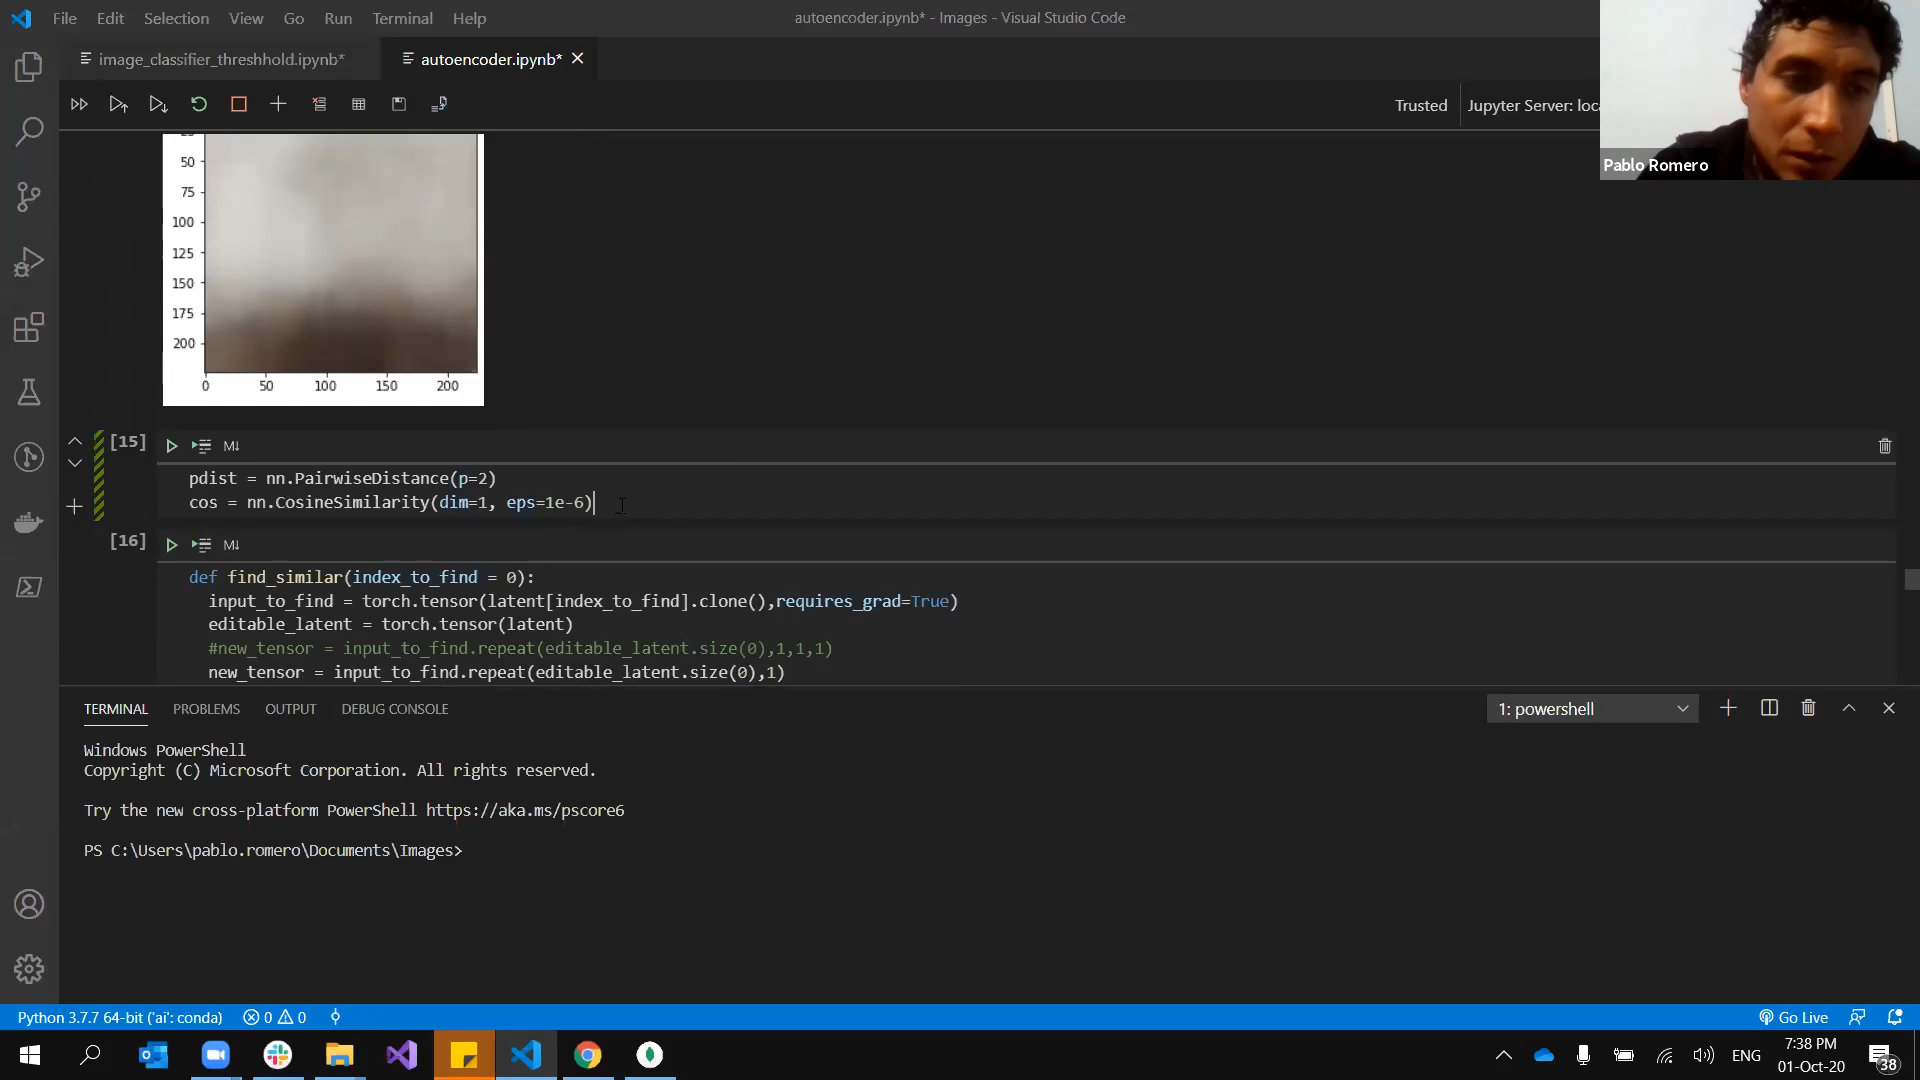 File Edit Selection View Go Run Terminal Help
autoencoder.ipynb* - Images - Visual Studio Code
image_classifier_threshhold.ipynb*
autoencoder.ipynb*
Trusted
Jupyter Server: loc
Pablo Romero
50
75
100
125
150
175
200
0 50 100 150 200
[15]
M↓
pdist = nn.PairwiseDistance(p=2)
cos = nn.CosineSimilarity(dim=1, eps=1e-6)
[16]
M↓
def find_similar(index_to_find = 0):
input_to_find = torch.tensor(latent[index_to_find].clone(),requires_grad=True)
editable_latent = torch.tensor(latent)
#new_tensor = input_to_find.repeat(editable_latent.size(0),1,1,1)
new_tensor = input_to_find.repeat(editable_latent.size(0),1)
TERMINAL PROBLEMS OUTPUT DEBUG CONSOLE
1: powershell
Windows PowerShell
Copyright (C) Microsoft Corporation. All rights reserved.
Try the new cross-platform PowerShell https://aka.ms/pscore6
PS C:\Users\pablo.romero\Documents\Images>
Python 3.7.7 64-bit ('ai': conda) 0 0
Go Live
ENG
7:38 PM
01-Oct-20
38